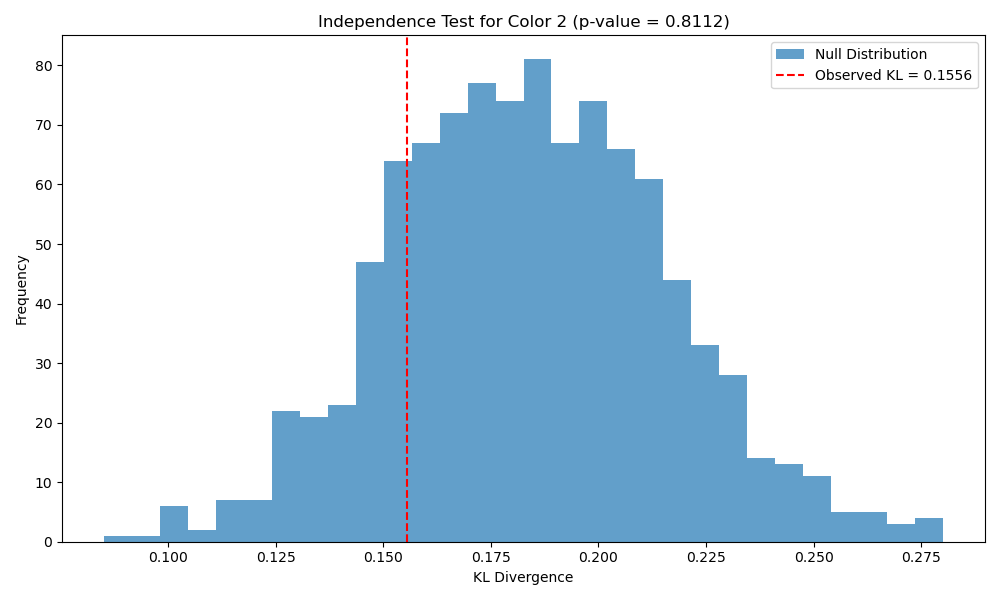 Independence Test for Color 2 (p-value = 0.8112)
Null Distribution
Observed KL = 0.1556
Frequency
80
70
60
50
40
30
20
10
0
0.100 0.125 0.150 0.175 0.200 0.225 0.250 0.275
KL Divergence